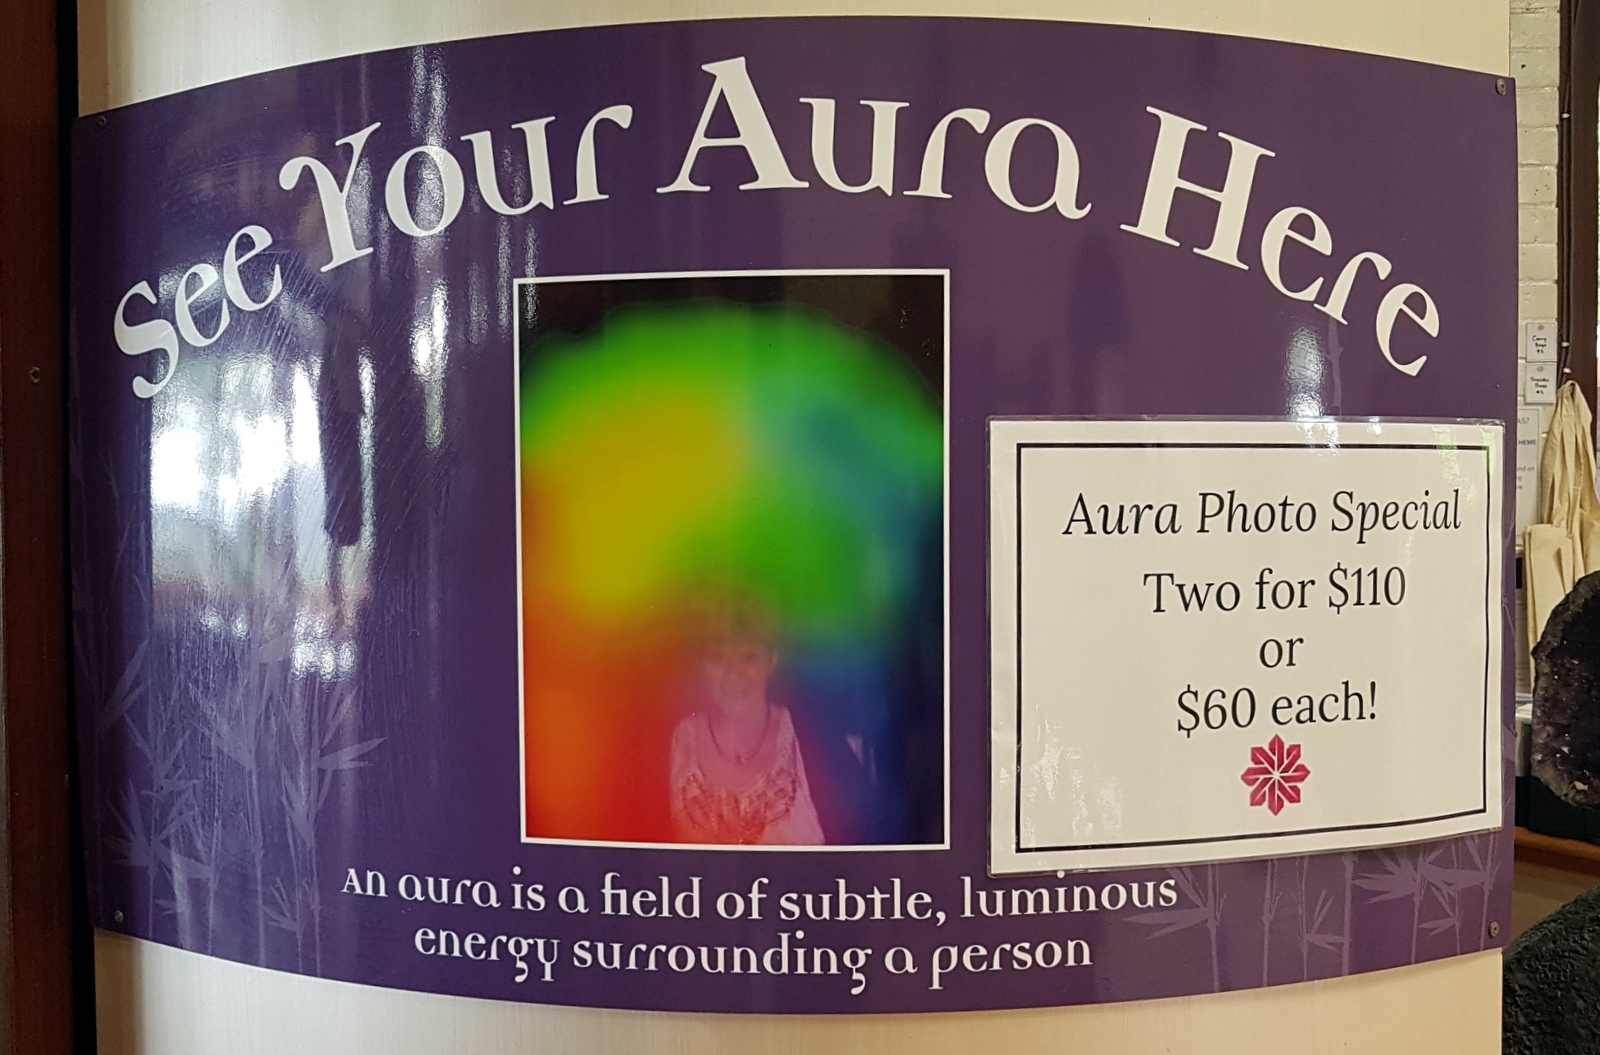 See Your Aura Here
Aura Photo Special
Two for $110
or
$60 each!
An aura is a field of subtle, luminous
energy surrounding a person